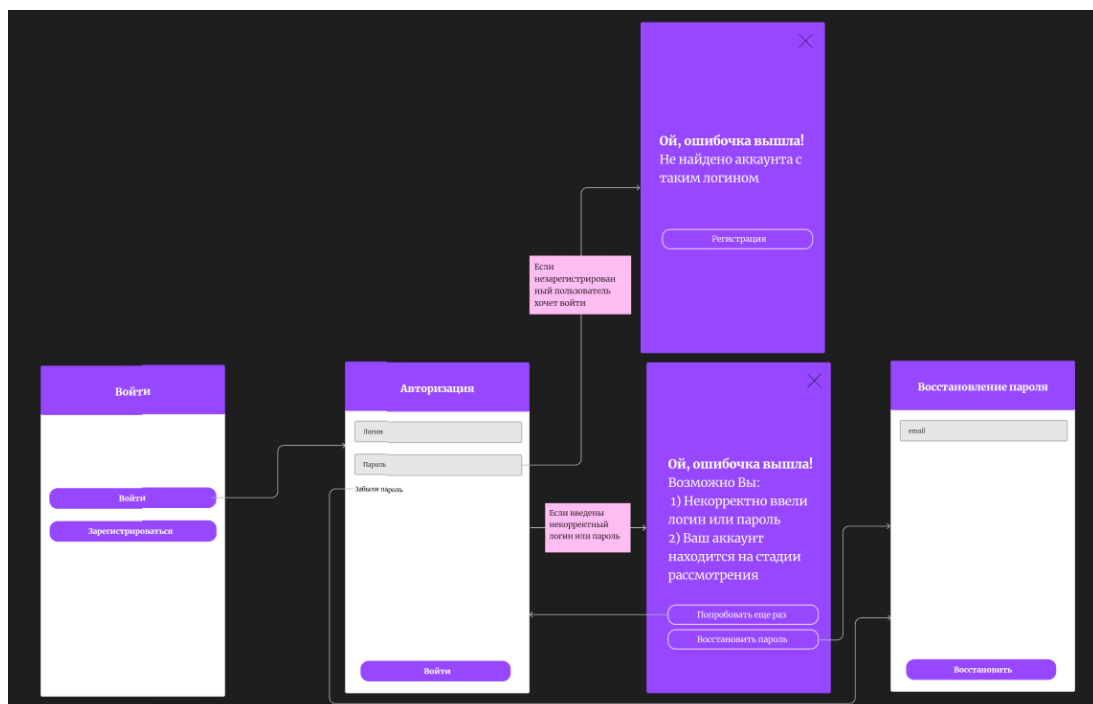 Ой, ошибочка вышла!
Не найдено аккаунта с
таким логином
Регистрация
Если
незарегистрирован
ный пользователь
хочет войти
Войти
Войти
Зарегистрироваться
Авторизация
Логин
Пароль
Забыли пароль
Войти
Если введены
некорректный
логин или пароль
Ой, ошибочка вышла!
Возможно Вы:
1) Некорректно ввели
логин или пароль
2) Ваш аккаунт
находится на стадии
рассмотрения
Попробовать еще раз
Восстановить пароль
Восстановление пароля
email
Восстановить